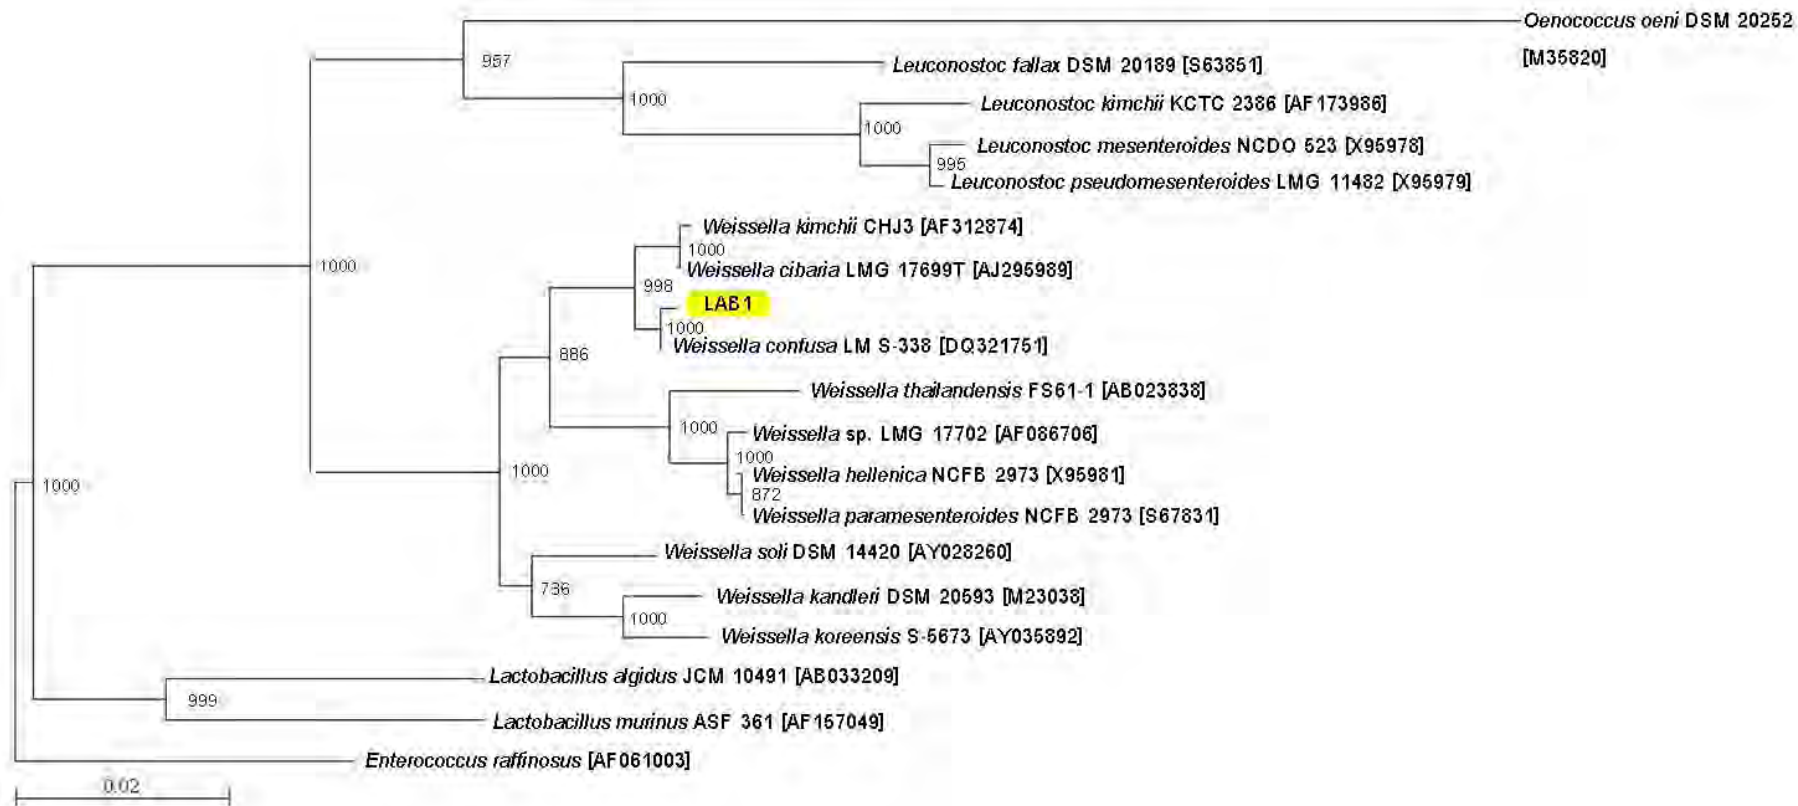 Oenococcus oeni DSM 20252
[M35820]
957
Leuconostoc fallax DSM 20189 [S63851]
1000
Leuconostoc kimchii KCTC 2386 [AF173986]
1000
Leuconostoc mesenteroides NCDO 523 [X95978]
995
Leuconostoc pseudomesenteroides LMG 11482 [X95979]
Weissella kimchii CHJ3 [AF312874]
1000
1000
Weissella cibaria LMG 17699T [AJ295989]
998
LAB1
1000
Weissella confusa LM S-338 [DQ321751]
886
Weissella thailandensis FS61-1 [AB023838]
1000
Weissella sp. LMG 17702 [AF086706]
1000
1000
Weissella hellenica NCFB 2973 [X95981]
1000
872
Weissella paramesenteroides NCFB 2973 [S67831]
Weissella soli DSM 14420 [AY028260]
736
Weissella kandleri DSM 20593 [M23038]
1000
Weissella koreensis S-5673 [AY035892]
Lactobacillus algidus JCM 10491 [AB033209]
999
Lactobacillus murinus ASF 361 [AF157049]
Enterococcus raffinosus [AF061003]
0.02